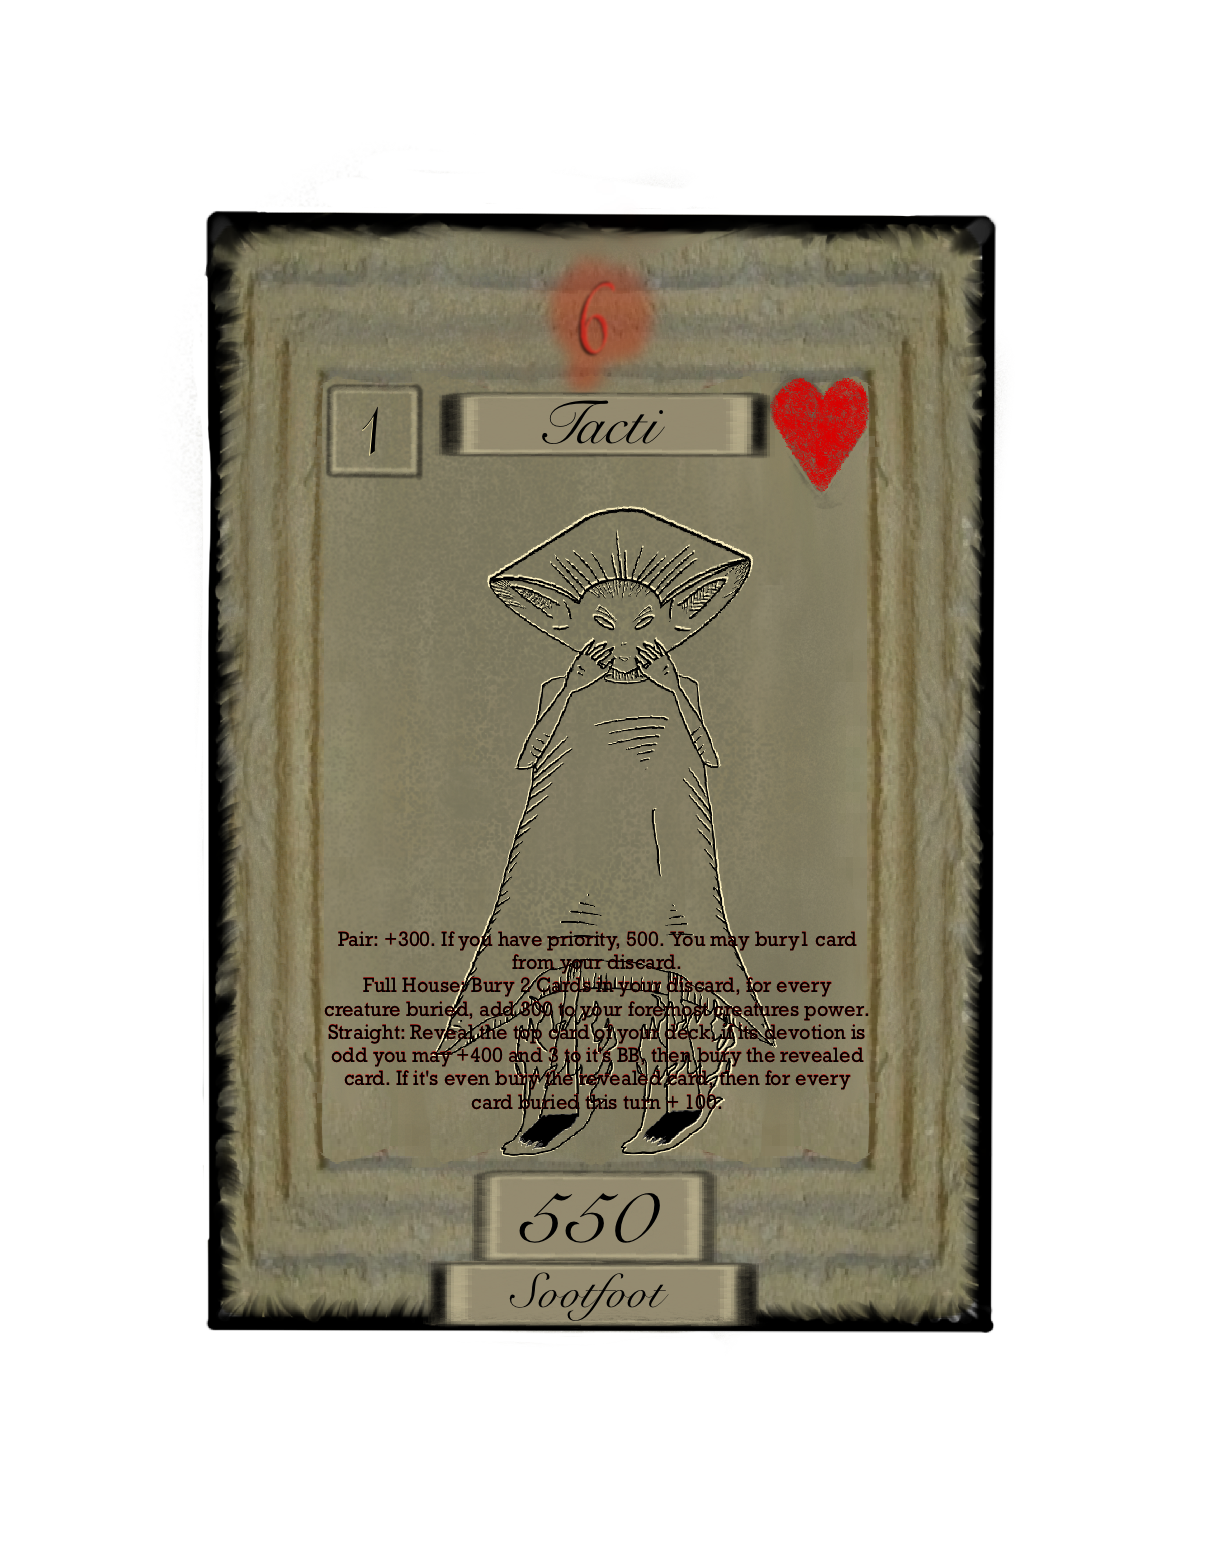 6
1
Tacti
Pair: +300. If you have priority, 500. You may bury1 card
from your discard.
Full House: Bury 2 Cards in your discard, for every
creature buried, add 300 to your foremost creatures power.
Straight: Reveal the top card of your deck, if its devotion is
odd you may +400 and 3 to it's BB, then bury the revealed
card. If it's even bury the revealed card, then for every
card buried this turn + 100.
550
Sootfoot